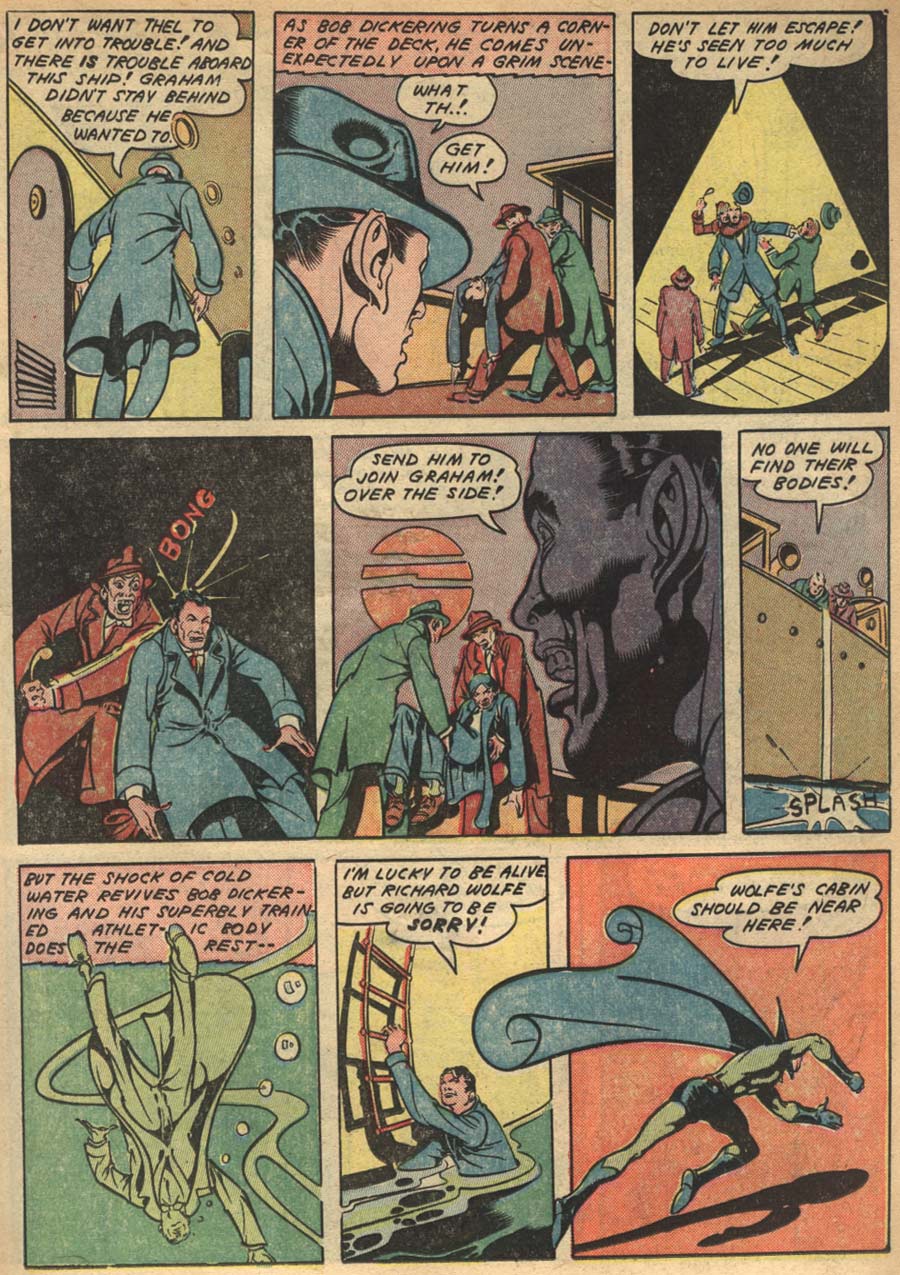 I DON'T WANT THEL TO
GET INTO TROUBLE! AND
THERE IS TROUBLE ABOARD
THIS SHIP! GRAHAM
DIDN'T STAY BEHIND
BECAUSE HE
WANTED TO.
AS BOB DICKERING TURNS A CORN-
ER OF THE DECK, HE COMES UN-
EXPECTEDLY UPON A GRIM SCENE-
WHAT
TH..!
GET
HIM!
DON'T LET HIM ESCAPE!
HE'S SEEN TOO MUCH
TO LIVE!
BONG
SEND HIM TO
JOIN GRAHAM!
OVER THE SIDE!
NO ONE WILL
FIND THEIR
BODIES!
SPLASH
BUT THE SHOCK OF COLD
WATER REVIVES BOB DICKER-
ING AND HIS SUPERBLY TRAIN
ED ATHLET-IC BODY
DOES THE REST--
I'M LUCKY TO BE ALIVE
BUT RICHARD WOLFE
IS GOING TO BE
SORRY!
WOLFE'S CABIN
SHOULD BE NEAR
HERE!